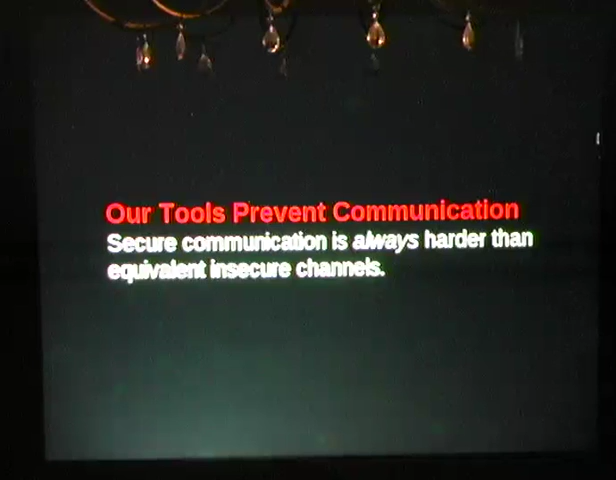 Our Tools Prevent Communication
Secure communication is always harder than
equivalent insecure channels.